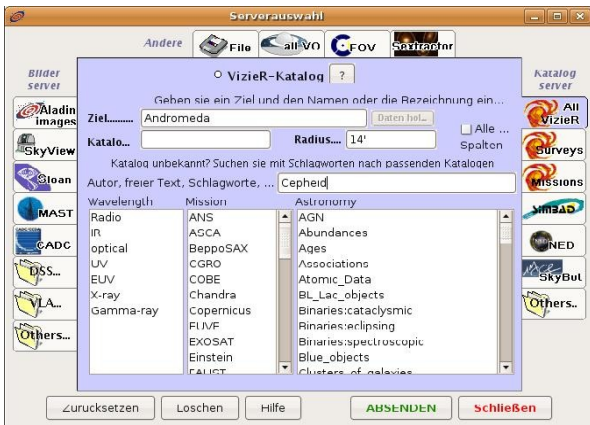 Serverauswahl
Andere
File
all-VO
FOV
Sextractor
Bilder
server
Katalog
server
VizieR-Katalog
?
Geben sie ein Ziel und den Namen oder die Bezeichnung ein...
Ziel......... Andromeda
Daten hol..
Alle ...
Spalten
Katalo...
Radius.... 14'
Katalog unbekannt? Suchen sie mit Schlagworten nach passenden Katalogen
Autor, freier Text, Schlagworte, ... Cepheid
Wavelength
Radio
IR
optical
UV
EUV
X-ray
Gamma-ray
Mission
ANS
ASCA
BeppoSAX
CGRO
COBE
Chandra
Copernicus
EUVE
EXOSAT
Einstein
FAUST
Astronomy
AGN
Abundances
Ages
Associations
Atomic_Data
BL_Lac_objects
Binaries:cataclysmic
Binaries:eclipsing
Binaries:spectroscopic
Blue_objects
Clusters_of_galaxies
Aladin
images
SkyView
Sloan
MAST
CADC
DSS...
VLA...
Others...
All
VizieR
Surveys
Missions
SIMBAD
NED
SkyBot
Others..
Zurücksetzen
Löschen
Hilfe
ABSENDEN
Schließen